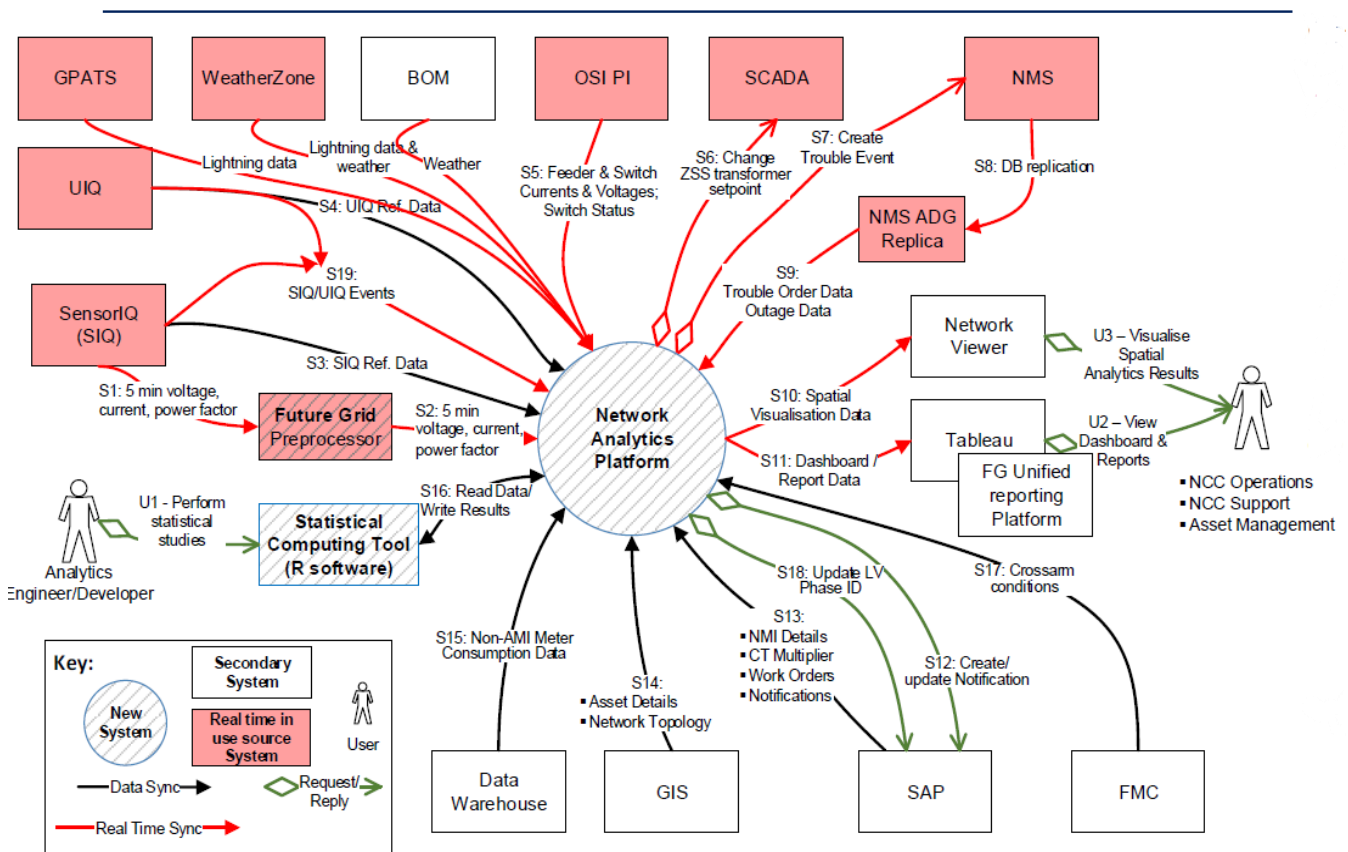 GPATS
WeatherZone
BOM
OSI PI
SCADA
NMS
Lightning data
Lightning data &
weather
Weather
S5: Feeder & Switch
Currents & Voltages;
Switch Status
S6: Change
ZSS transformer
setpoint
S7: Create
Trouble Event
S8: DB replication
UIQ
S4: UIQ Ref. Data
NMS ADG
Replica
S19:
SIQ/UIQ Events
S9:
Trouble Order Data
Outage Data
SensorIQ
(SIQ)
S3: SIQ Ref. Data
Network
Viewer
U3 – Visualise
Spatial
Analytics Results
S1: 5 min voltage,
current, power factor
Future Grid
Preprocessor
S2: 5 min
voltage, current,
power factor
Network
Analytics
Platform
S10: Spatial
Visualisation Data
S11: Dashboard /
Report Data
Tableau
FG Unified
reporting
Platform
U2 – View
Dashboard &
Reports
▪ NCC Operations
▪ NCC Support
▪ Asset Management
U1 - Perform
statistical
studies
Analytics
Engineer/Developer
S16: Read Data/
Write Results
Statistical
Computing Tool
(R software)
S18: Update LV
Phase ID
S17: Crossarm
conditions
S15: Non-AMI Meter
Consumption Data
S14:
▪ Asset Details
▪ Network Topology
S13:
▪ NMI Details
▪ CT Multiplier
▪ Work Orders
▪ Notifications
S12: Create/
update Notification
Data
Warehouse
GIS
SAP
FMC
Key:
New
System
Secondary
System
Real time in
use source
System
User
Data Sync
Request/
Reply
Real Time Sync